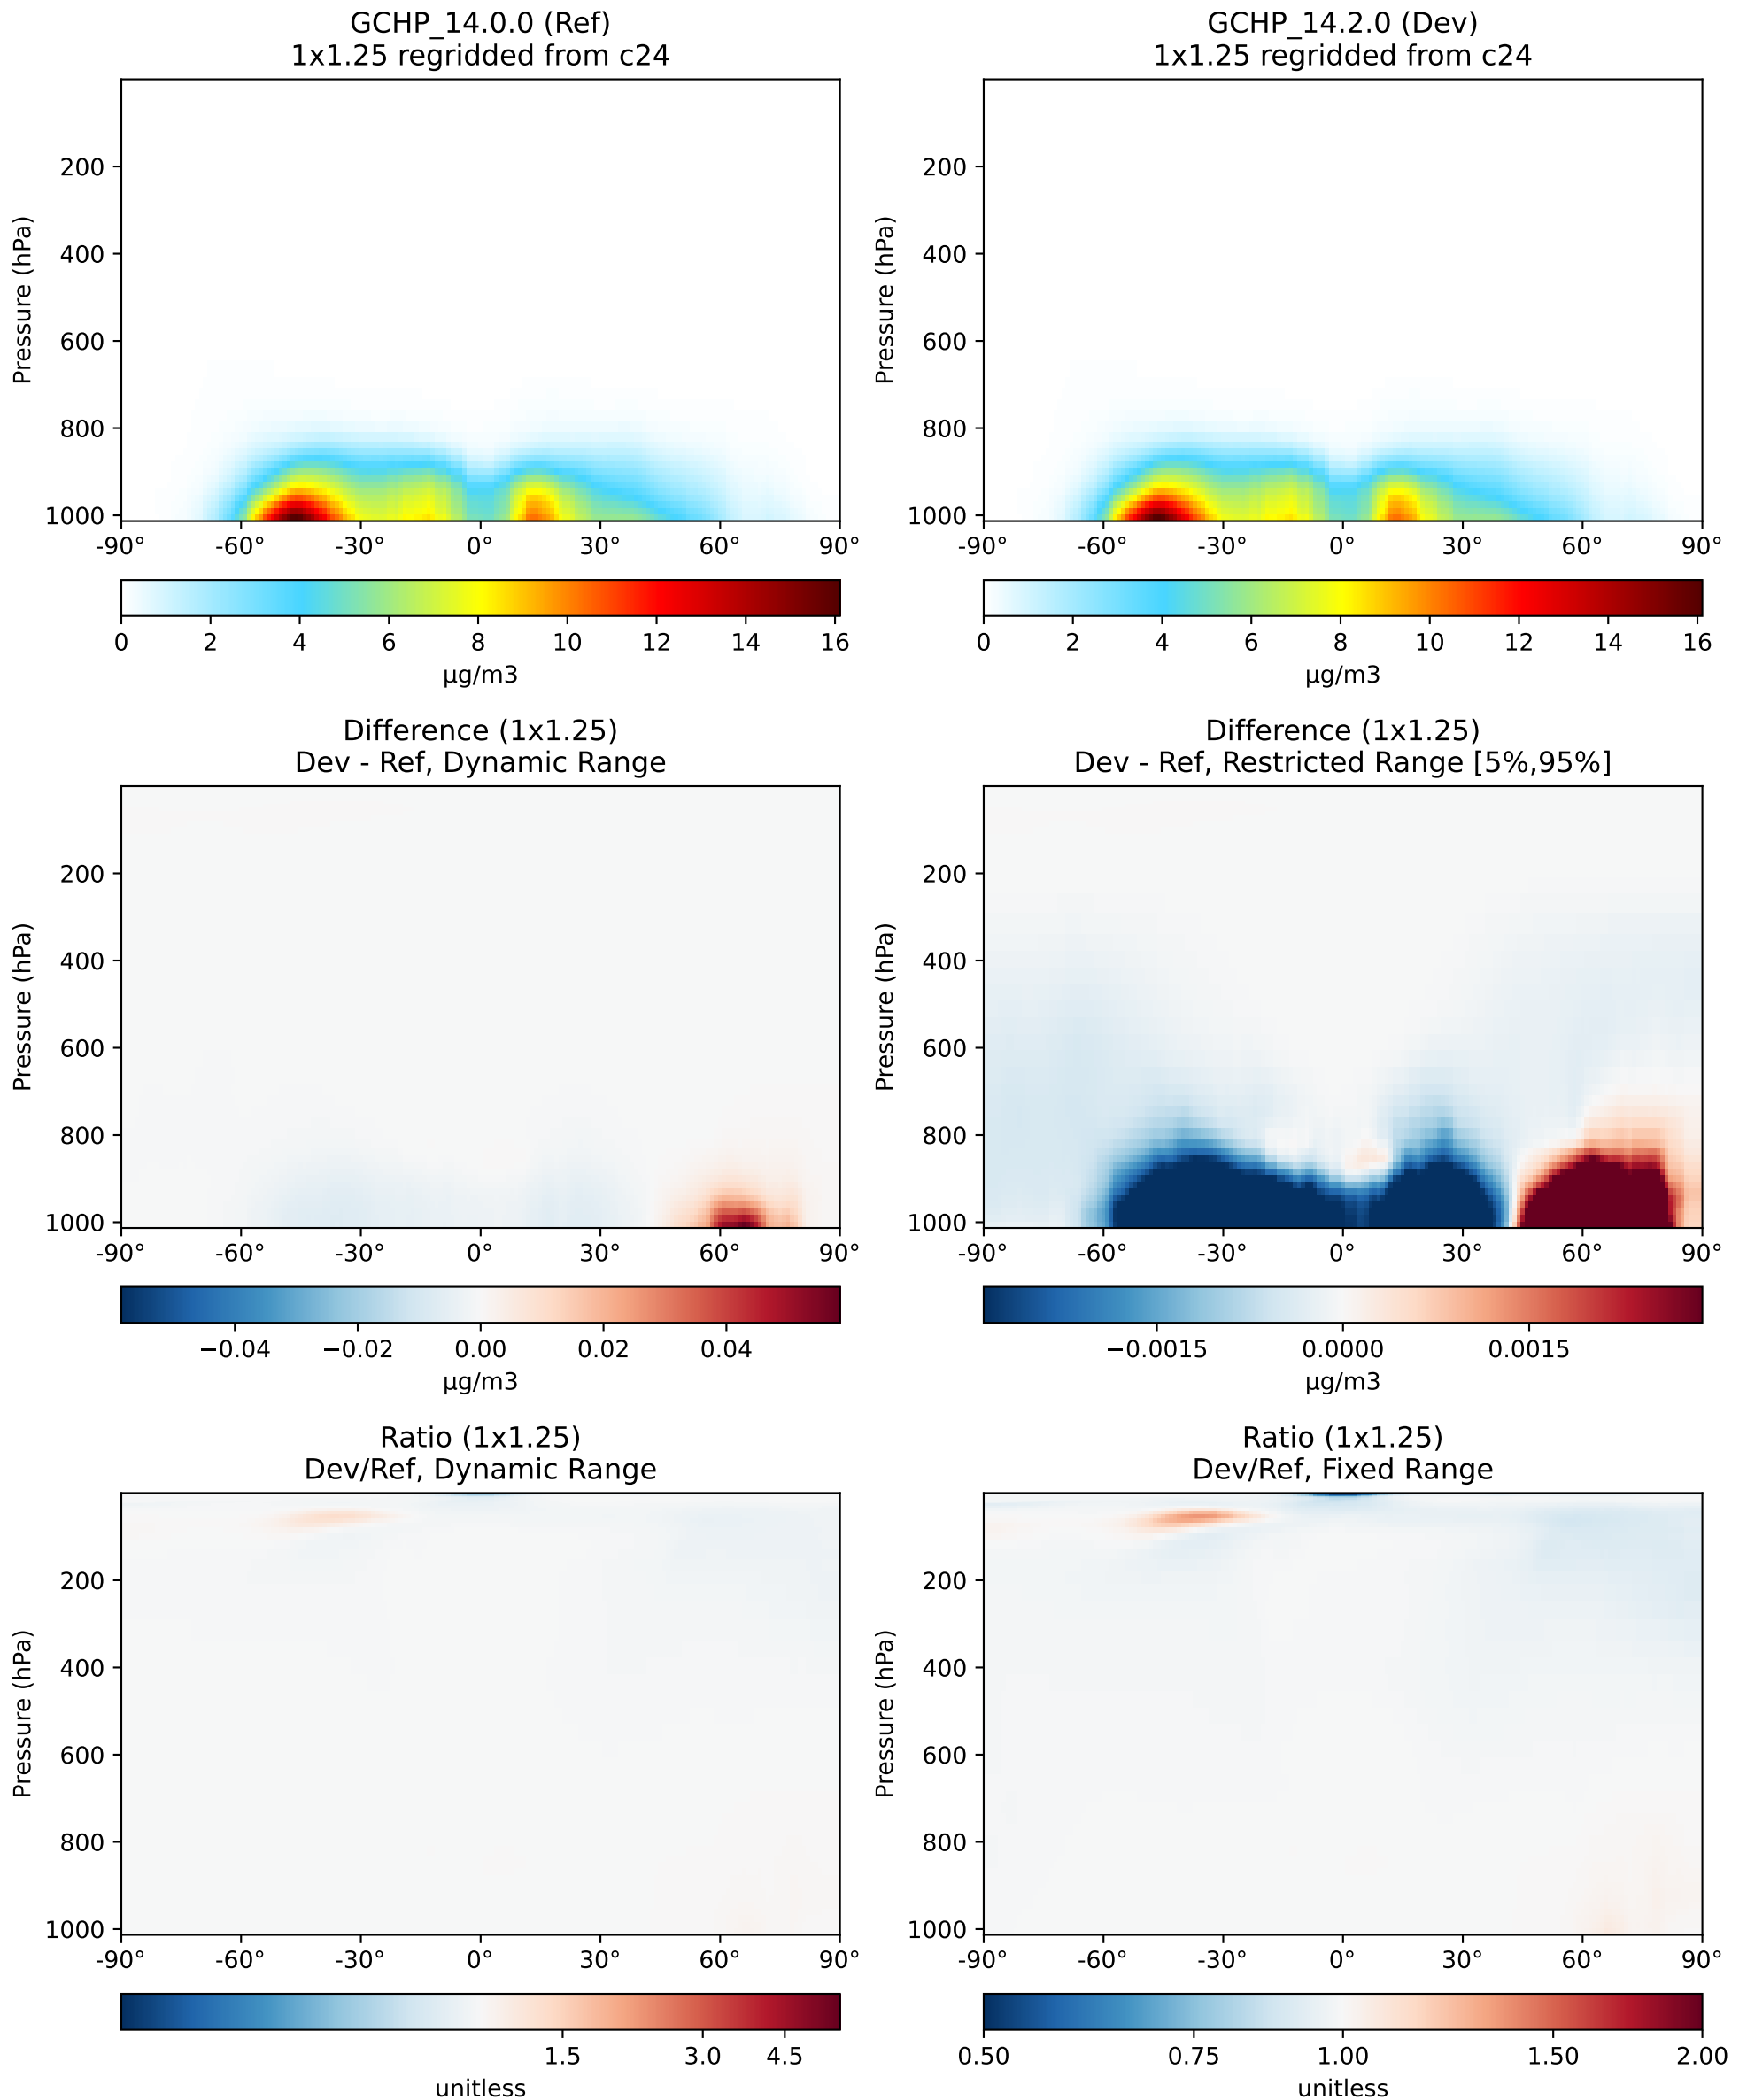 GCHP_14.0.0 (Ref)
1x1.25 regridded from c24
Pressure (hPa)
200
400
600
800
1000
-90° -60° -30° 0° 30° 60° 90°
0 2 4 6 8 10 12 14 16
μg/m3
GCHP_14.2.0 (Dev)
1x1.25 regridded from c24
Pressure (hPa)
200
400
600
800
1000
-90° -60° -30° 0° 30° 60° 90°
0 2 4 6 8 10 12 14 16
μg/m3
Difference (1x1.25)
Dev - Ref, Dynamic Range
Pressure (hPa)
200
400
600
800
1000
-90° -60° -30° 0° 30° 60° 90°
−0.04 −0.02 0.00 0.02 0.04
μg/m3
Difference (1x1.25)
Dev - Ref, Restricted Range [5%,95%]
Pressure (hPa)
200
400
600
800
1000
-90° -60° -30° 0° 30° 60° 90°
−0.0015 0.0000 0.0015
μg/m3
Ratio (1x1.25)
Dev/Ref, Dynamic Range
Pressure (hPa)
200
400
600
800
1000
-90° -60° -30° 0° 30° 60° 90°
1.5 3.0 4.5
unitless
Ratio (1x1.25)
Dev/Ref, Fixed Range
Pressure (hPa)
200
400
600
800
1000
-90° -60° -30° 0° 30° 60° 90°
0.50 0.75 1.00 1.50 2.00
unitless